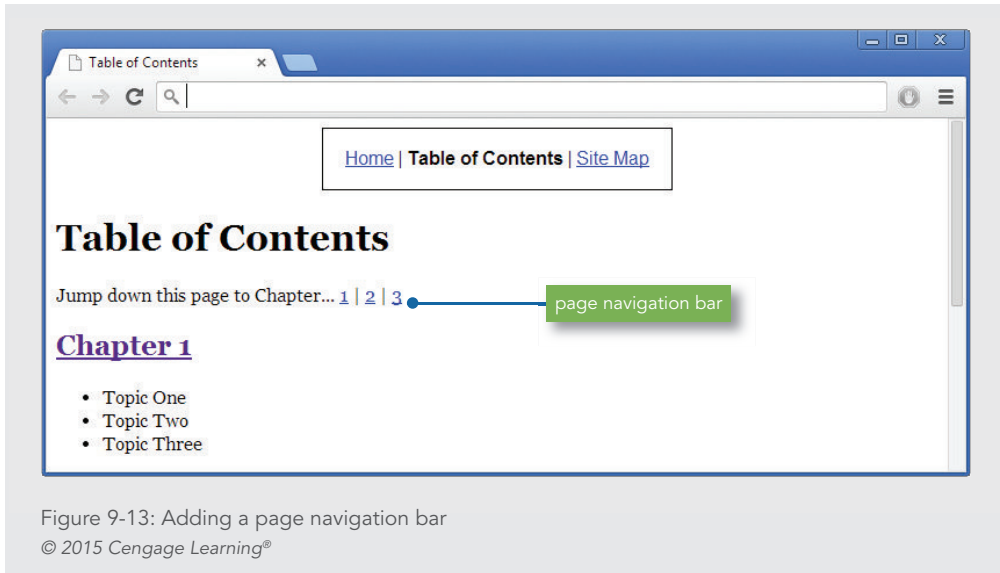 Table of Contents
Home | Table of Contents | Site Map
Table of Contents
Jump down this page to Chapter... 1 | 2 | 3
page navigation bar
Chapter 1
• Topic One
• Topic Two
• Topic Three
Figure 9-13: Adding a page navigation bar
© 2015 Cengage Learning®